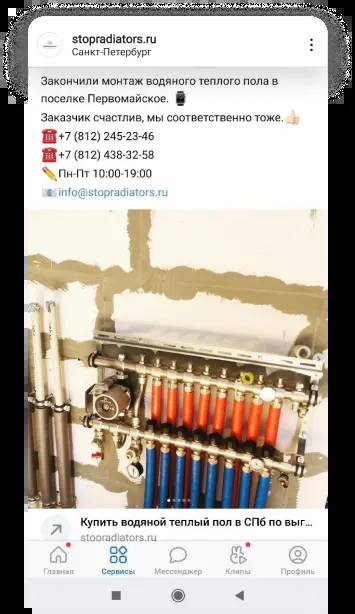 stopradiators.ru
Санкт-Петербург
Закончили монтаж водяного теплого пола в
поселке Первомайское. ⌚
Заказчик счастлив, мы соответственно тоже.👍🏻
☎️+7 (812) 245-23-46
☎️+7 (812) 438-32-58
✏️Пн-Пт 10:00-19:00
📧info@stopradiators.ru
Купить водяной теплый пол в СПб по выг...
stopradiators.ru
Главная
Сервисы
Мессенджер
Клипы
Профиль